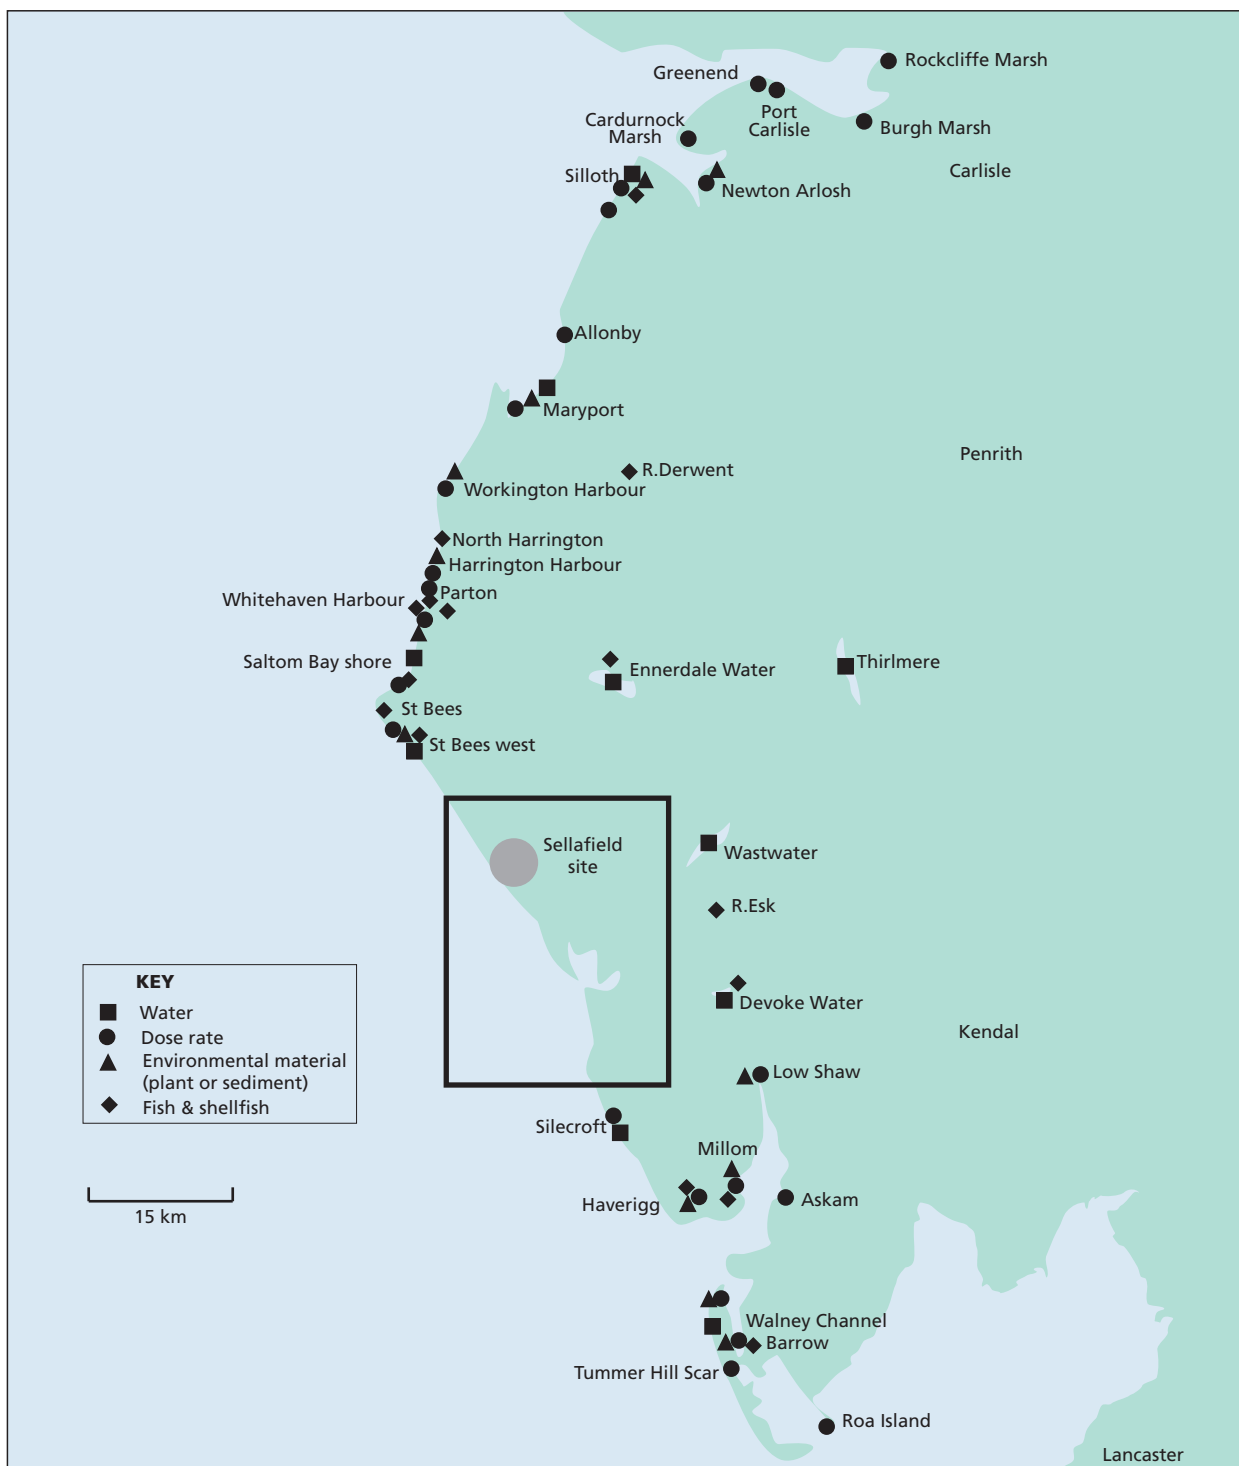 Rockcliffe Marsh
Greenend
Port
Carlisle
Cardurnock
Marsh
Burgh Marsh
Carlisle
Silloth
Newton Arlosh
Allonby
Maryport
Penrith
R.Derwent
Workington Harbour
North Harrington
Harrington Harbour
Parton
Whitehaven Harbour
Saltom Bay shore
Ennerdale Water
Thirlmere
St Bees
St Bees west
Sellafield
site
Wastwater
R.Esk
KEY
Water
Dose rate
Environmental material
(plant or sediment)
Fish & shellfish
Devoke Water
Kendal
Low Shaw
Silecroft
Millom
Haverigg
Askam
15 km
Walney Channel
Barrow
Tummer Hill Scar
Roa Island
Lancaster